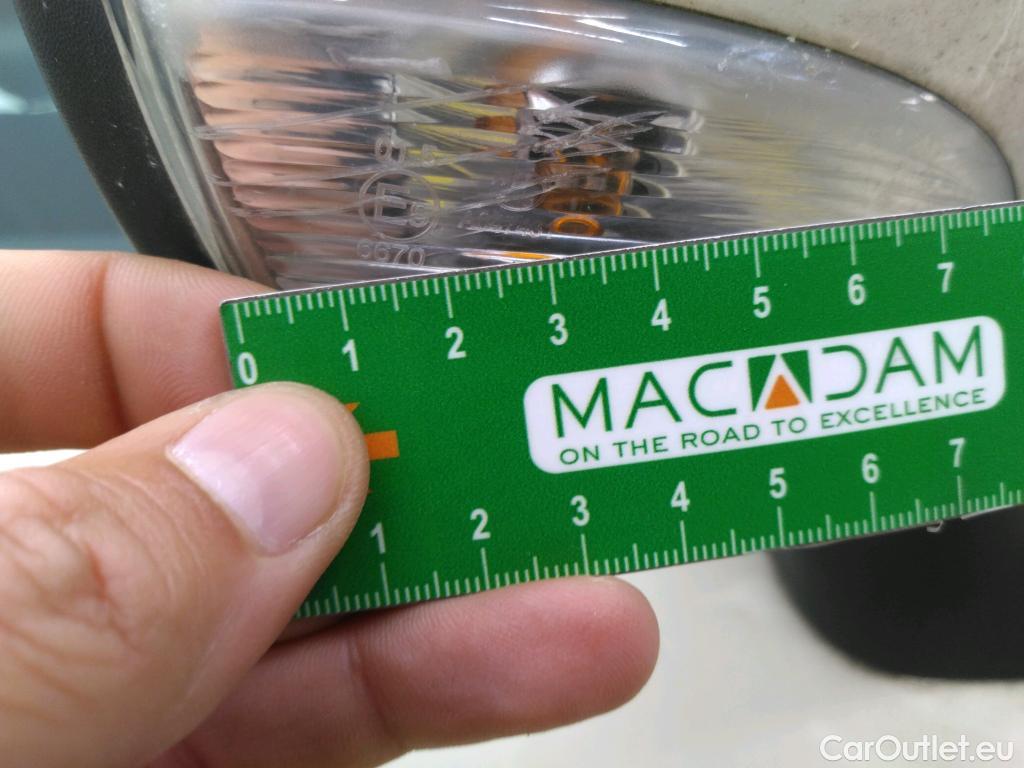 6670
0 1 2 3 4 5 6 7
MACADAM
ON THE ROAD TO EXCELLENCE
1 2 3 4 5 6 7
CarOutlet.eu